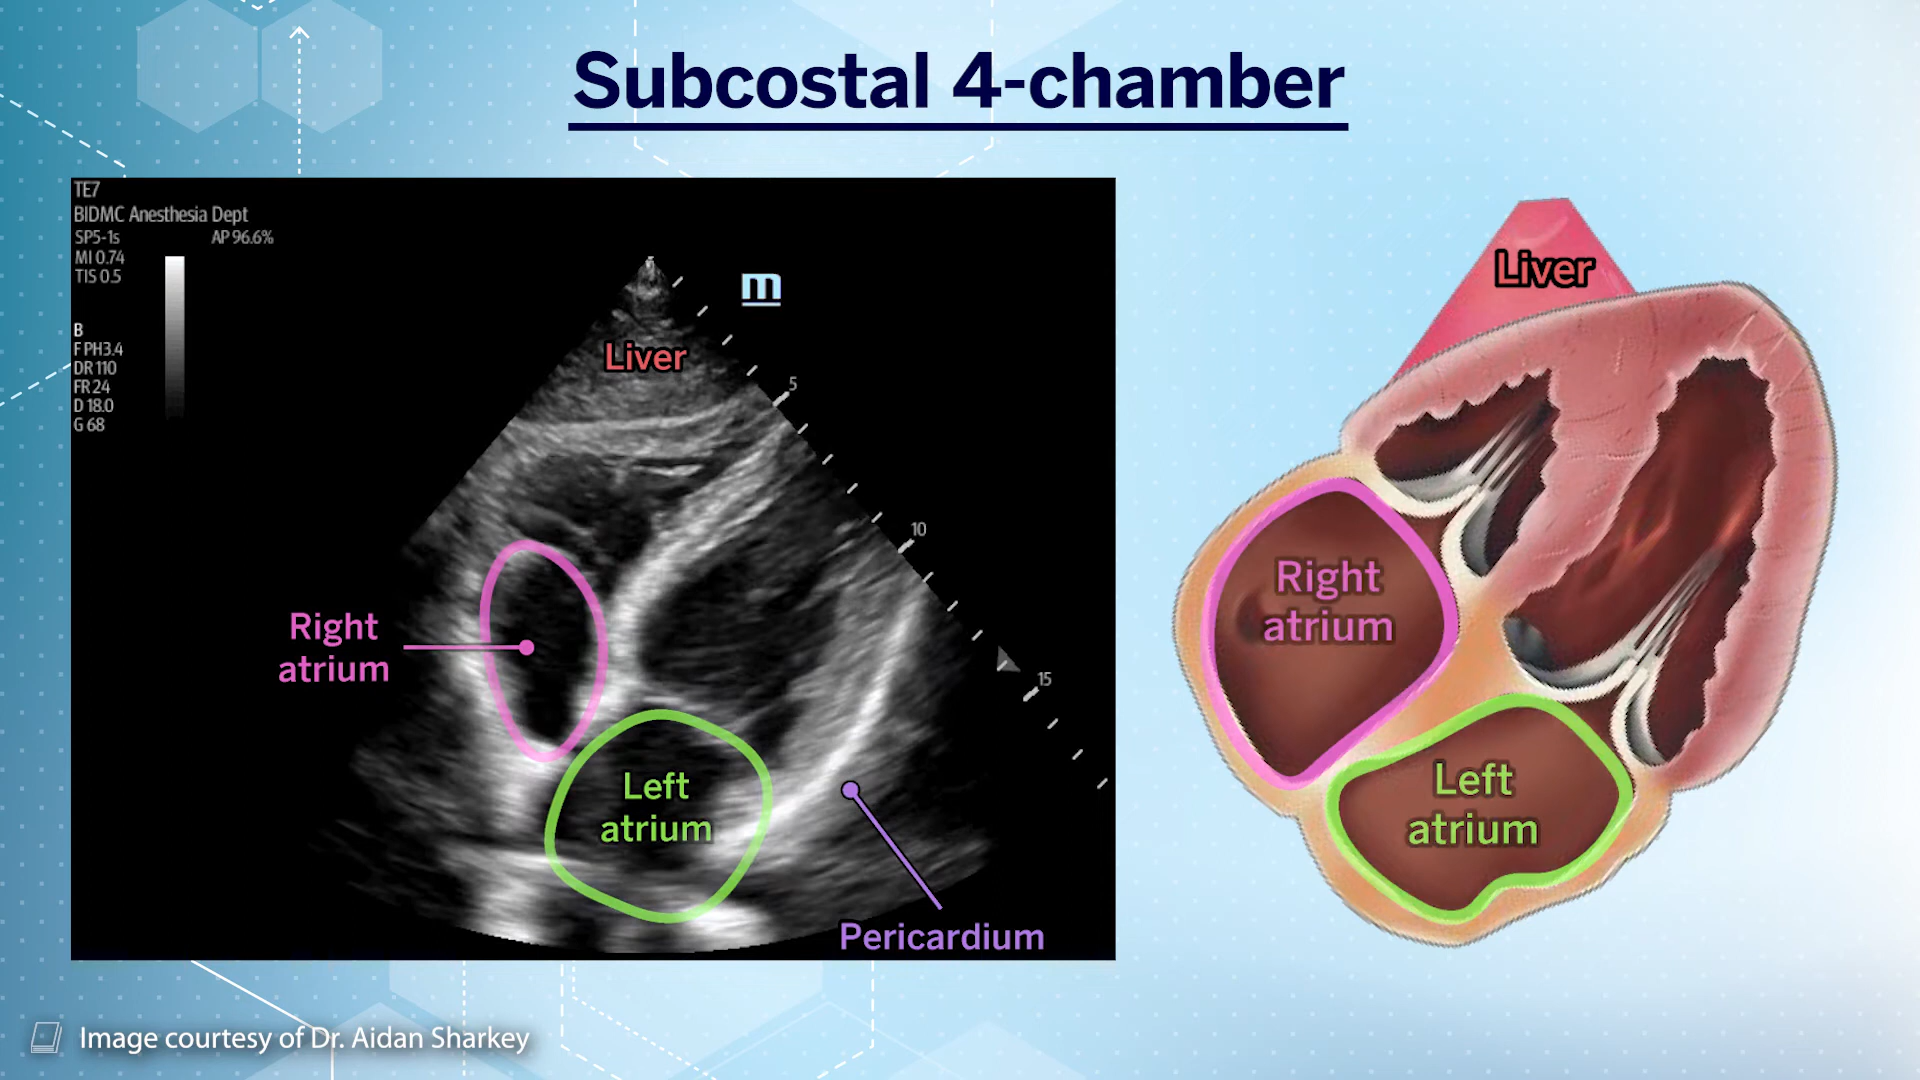 Subcostal 4-chamber
TE7
BIDMC Anesthesia Dept
SP5-1s AP 96.6%
MI 0.74
TIS 0.5
B
F PH3.4
DR 110
FR 24
D 18.0
G 68
m
Liver
5
10
15
Right
atrium
Left
atrium
Pericardium
Liver
Right
atrium
Left
atrium
Image courtesy of Dr. Aidan Sharkey